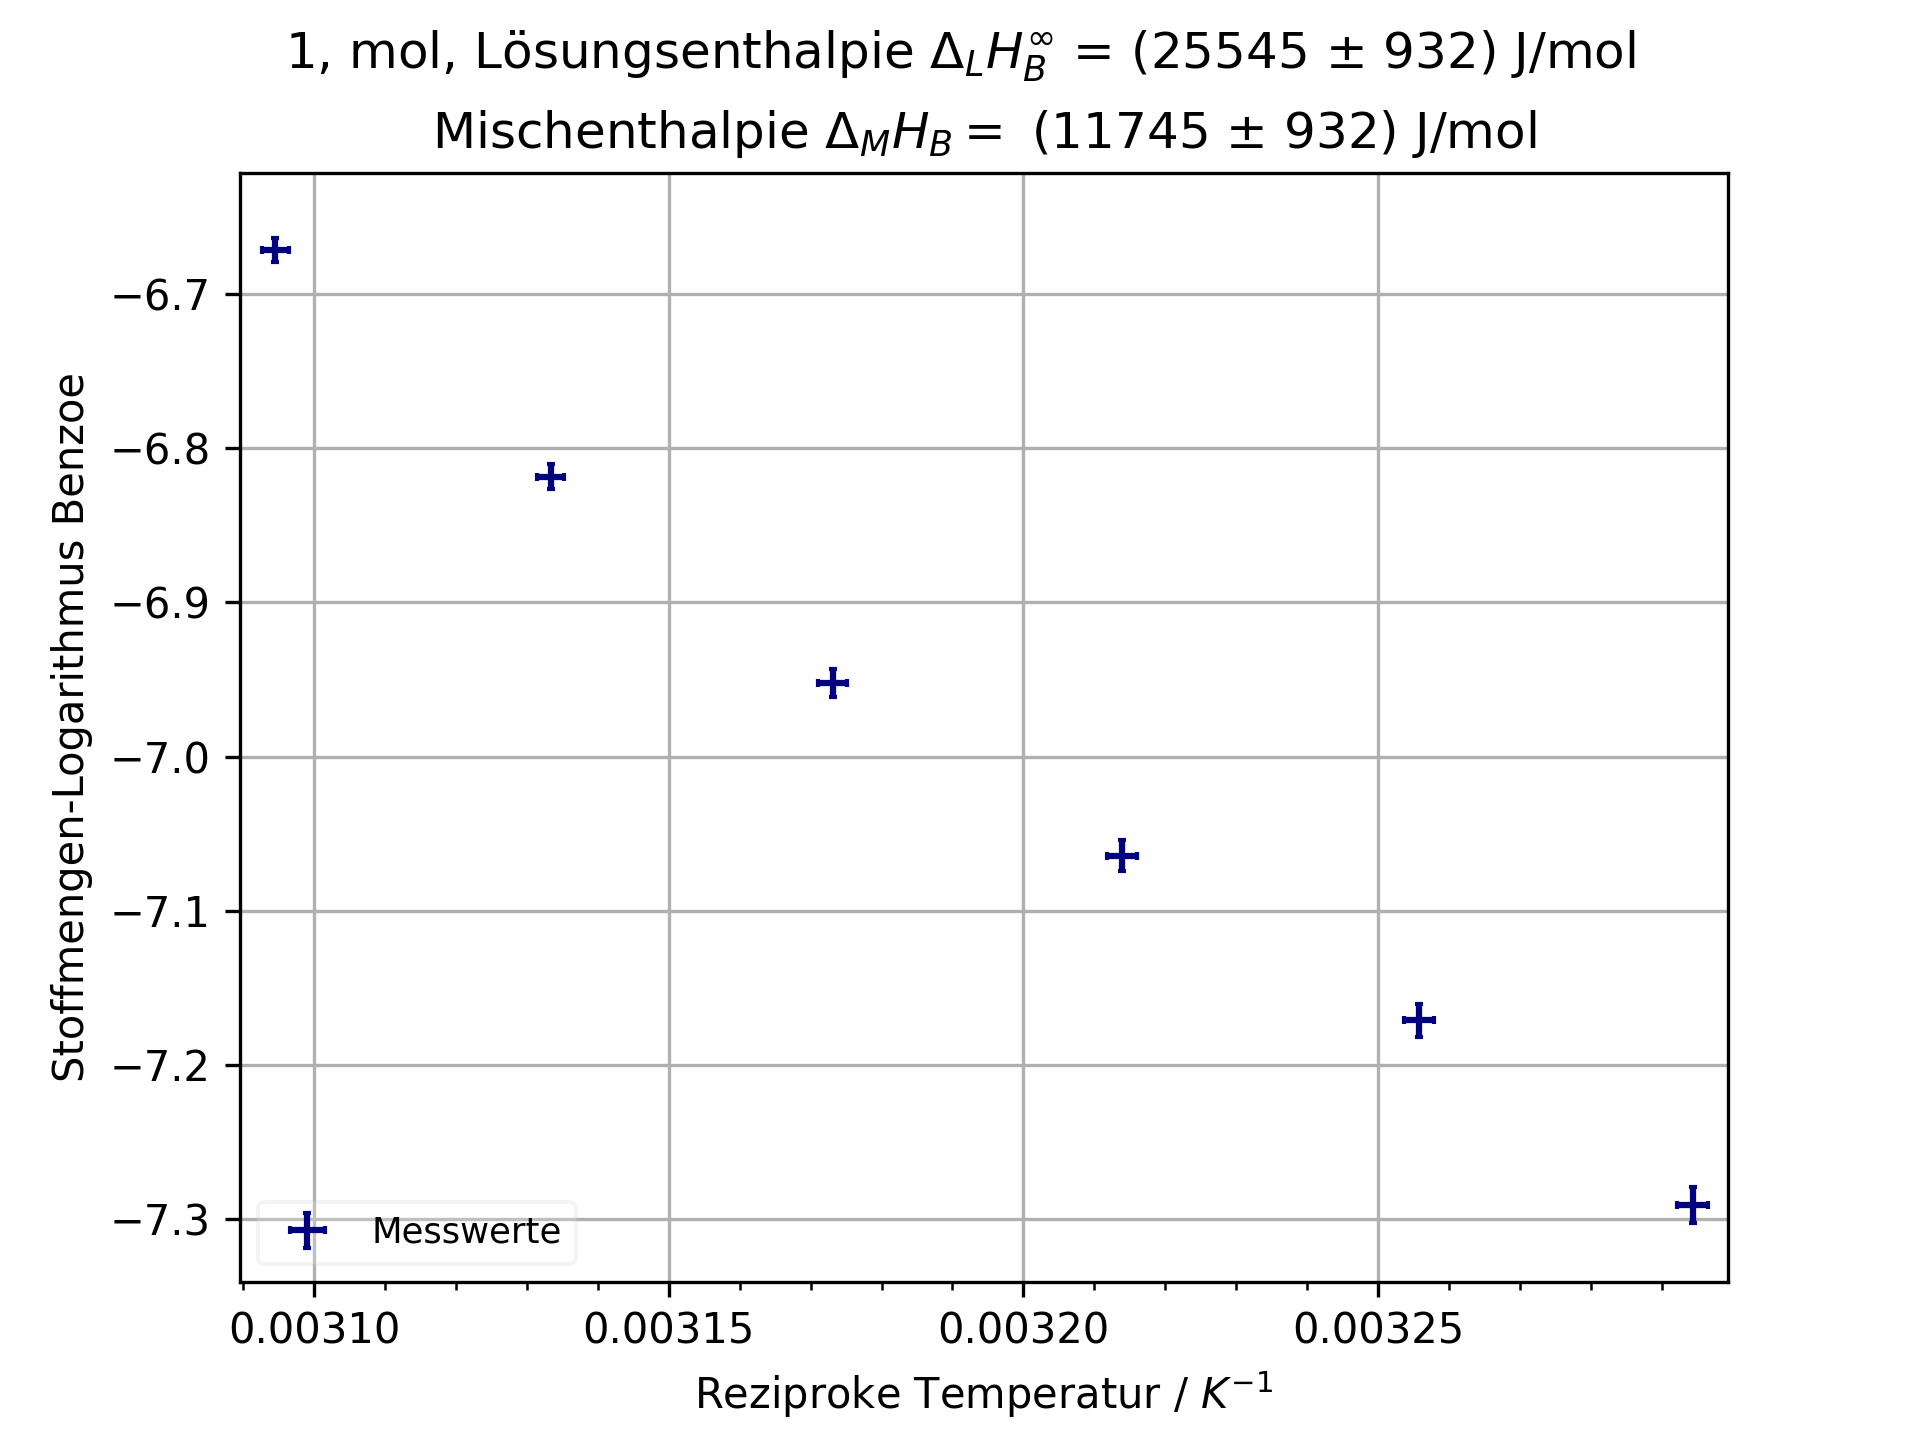 1, mol, Lösungsenthalpie Δ_L H_B^∞ = (25545 ± 932) J/mol
Mischenthalpie Δ_M H_B = (11745 ± 932) J/mol
Stoffmengen-Logarithmus Benzoe
−6.7
−6.8
−6.9
−7.0
−7.1
−7.2
−7.3
Messwerte
0.00310 0.00315 0.00320 0.00325
Reziproke Temperatur / K⁻¹